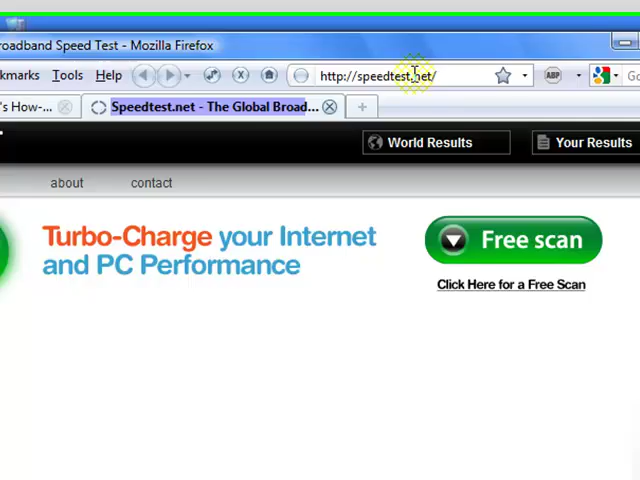 roadband Speed Test - Mozilla Firefox
kmarks Tools Help http://speedtest.net/ ABP
's How-... Speedtest.net - The Global Broad...
World Results Your Results
about contact
Turbo-Charge your Internet
and PC Performance
Free scan
Click Here for a Free Scan